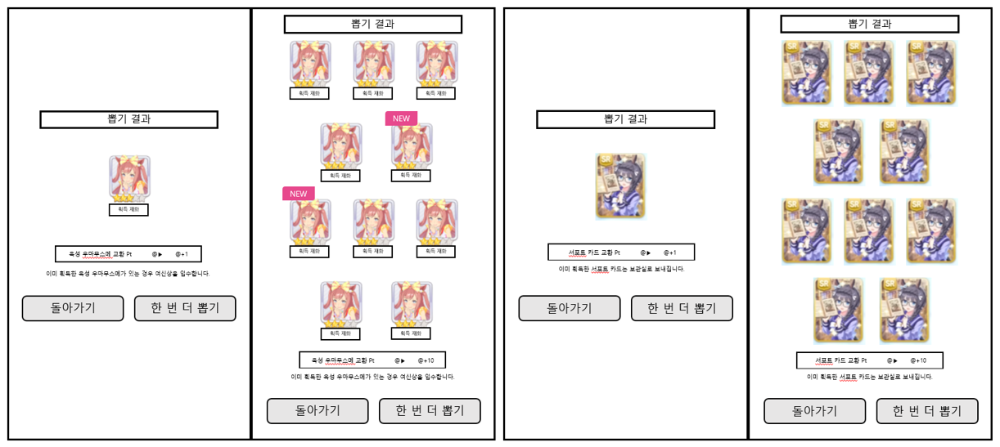 뽑기 결과
획득 재화
육성 우마무스메 교환 Pt @▶ @+1
이미 획득한 육성 우마무스메가 있는 경우 여신상을 입수합니다.
돌아가기 한 번 더 뽑기
뽑기 결과
획득 재화 획득 재화 획득 재화
NEW
획득 재화 획득 재화
NEW
획득 재화 획득 재화 획득 재화
획득 재화 획득 재화
육성 우마무스메 교환 Pt @▶ @+10
이미 획득한 육성 우마무스메가 있는 경우 여신상을 입수합니다.
돌아가기 한 번 더 뽑기
뽑기 결과
SR
서포트 카드 교환 Pt @▶ @+1
이미 획득한 서포트 카드는 보관실로 보내집니다.
돌아가기 한 번 더 뽑기
뽑기 결과
SR SR SR
SR SR
SR SR SR
SR SR
서포트 카드 교환 Pt @▶ @+10
이미 획득한 서포트 카드는 보관실로 보내집니다.
돌아가기 한 번 더 뽑기